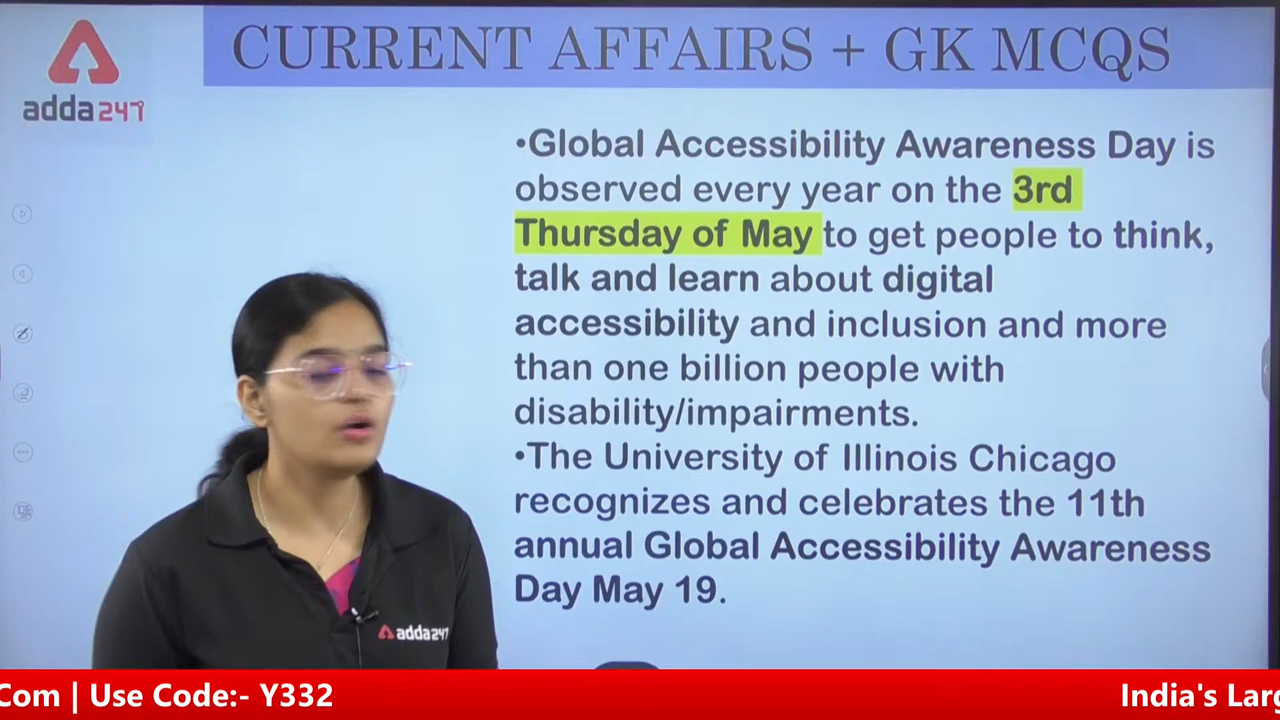 CURRENT AFFAIRS + GK MCQS
adda247
•Global Accessibility Awareness Day is
observed every year on the 3rd
Thursday of May to get people to think,
talk and learn about digital
accessibility and inclusion and more
than one billion people with
disability/impairments.
•The University of Illinois Chicago
recognizes and celebrates the 11th
annual Global Accessibility Awareness
Day May 19.
adda247
Com | Use Code:- Y332
India's Larg